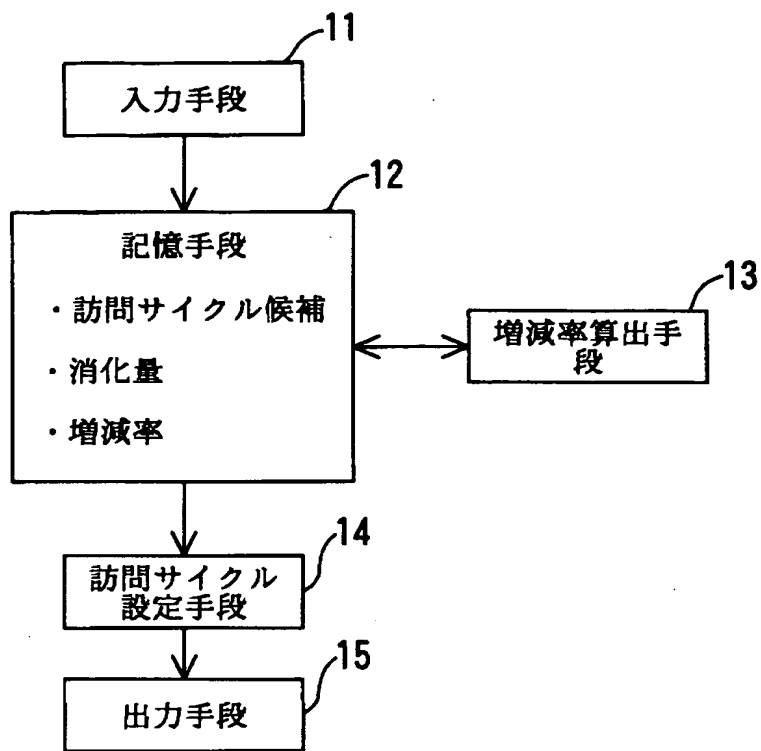 11
入力手段
12
記憶手段
・訪問サイクル候補
・消化量
・増減率
13
増減率算出手
段
14
訪問サイクル
設定手段
15
出力手段